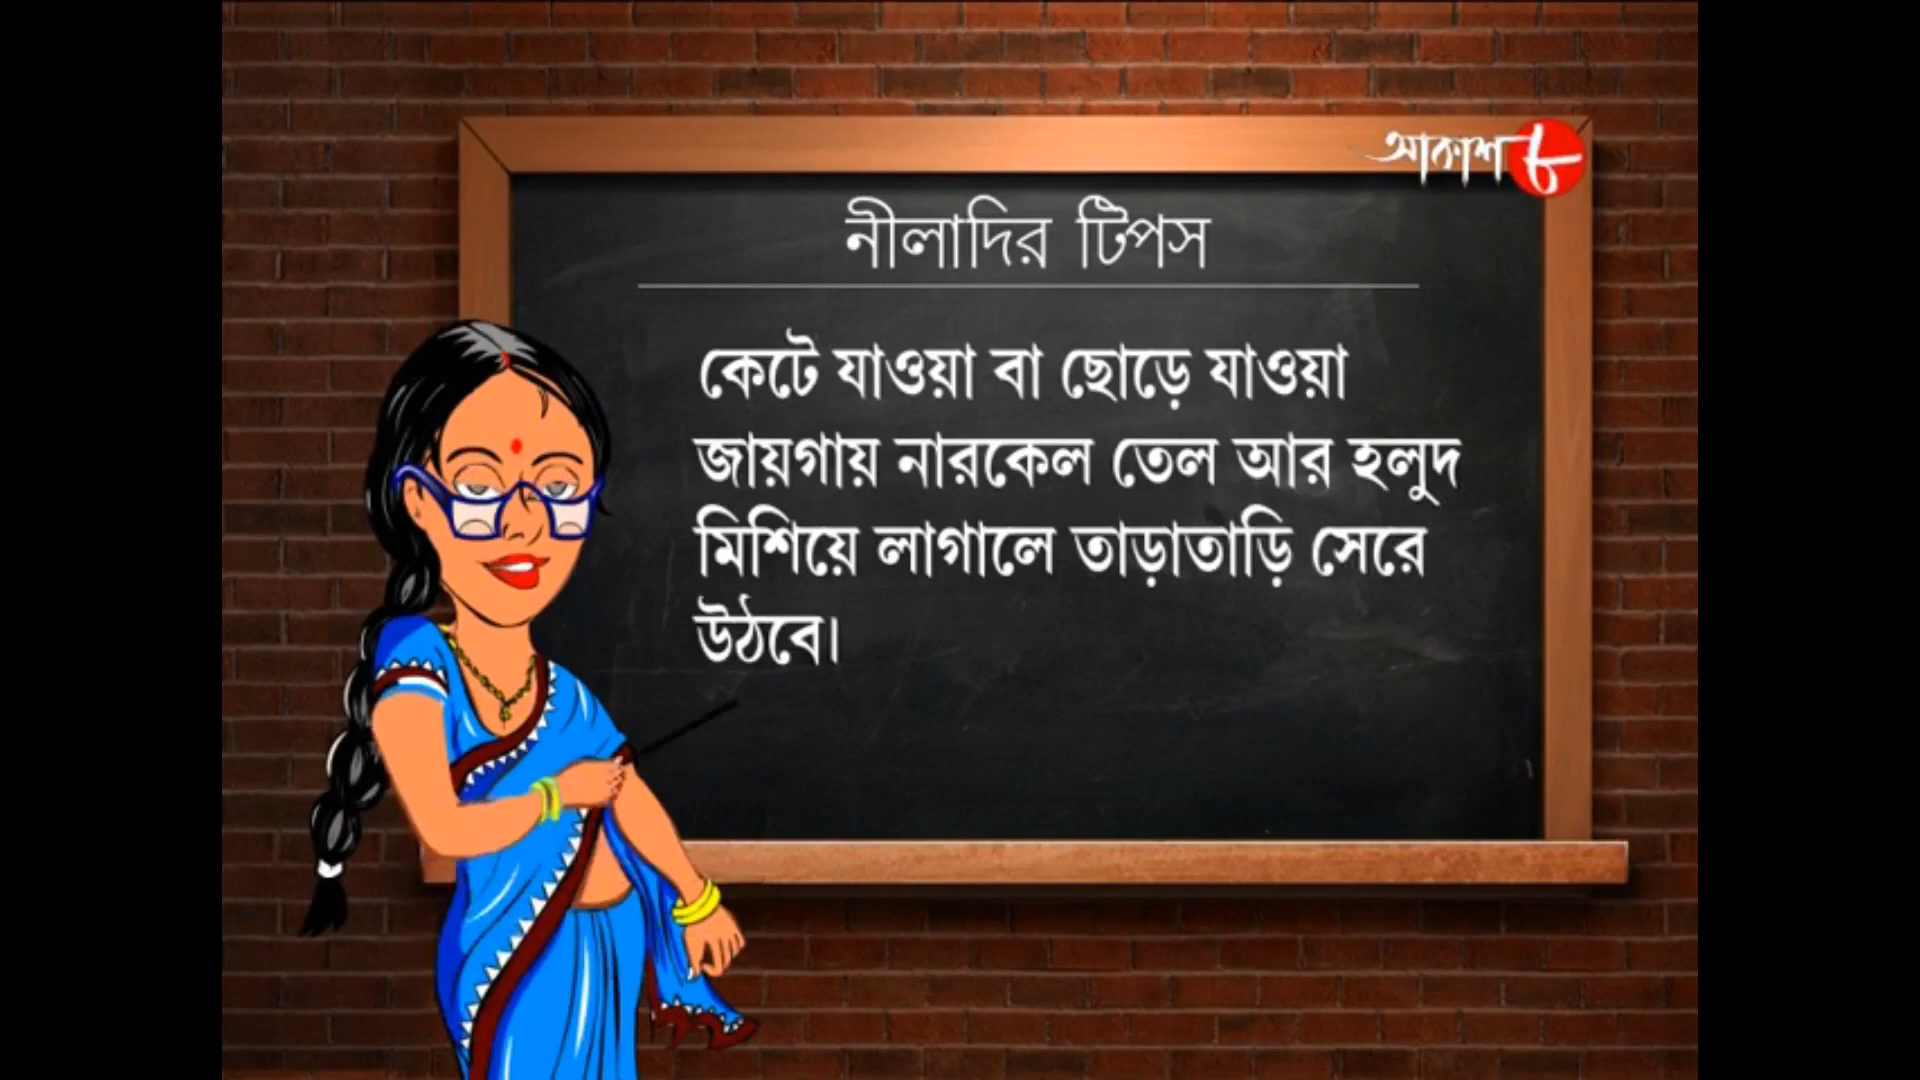 আকাশ ৮
নীলাদির টিপস
কেটে যাওয়া বা ছোড়ে যাওয়া
জায়গায় নারকেল তেল আর হলুদ
মিশিয়ে লাগালে তাড়াতাড়ি সেরে
উঠবে।